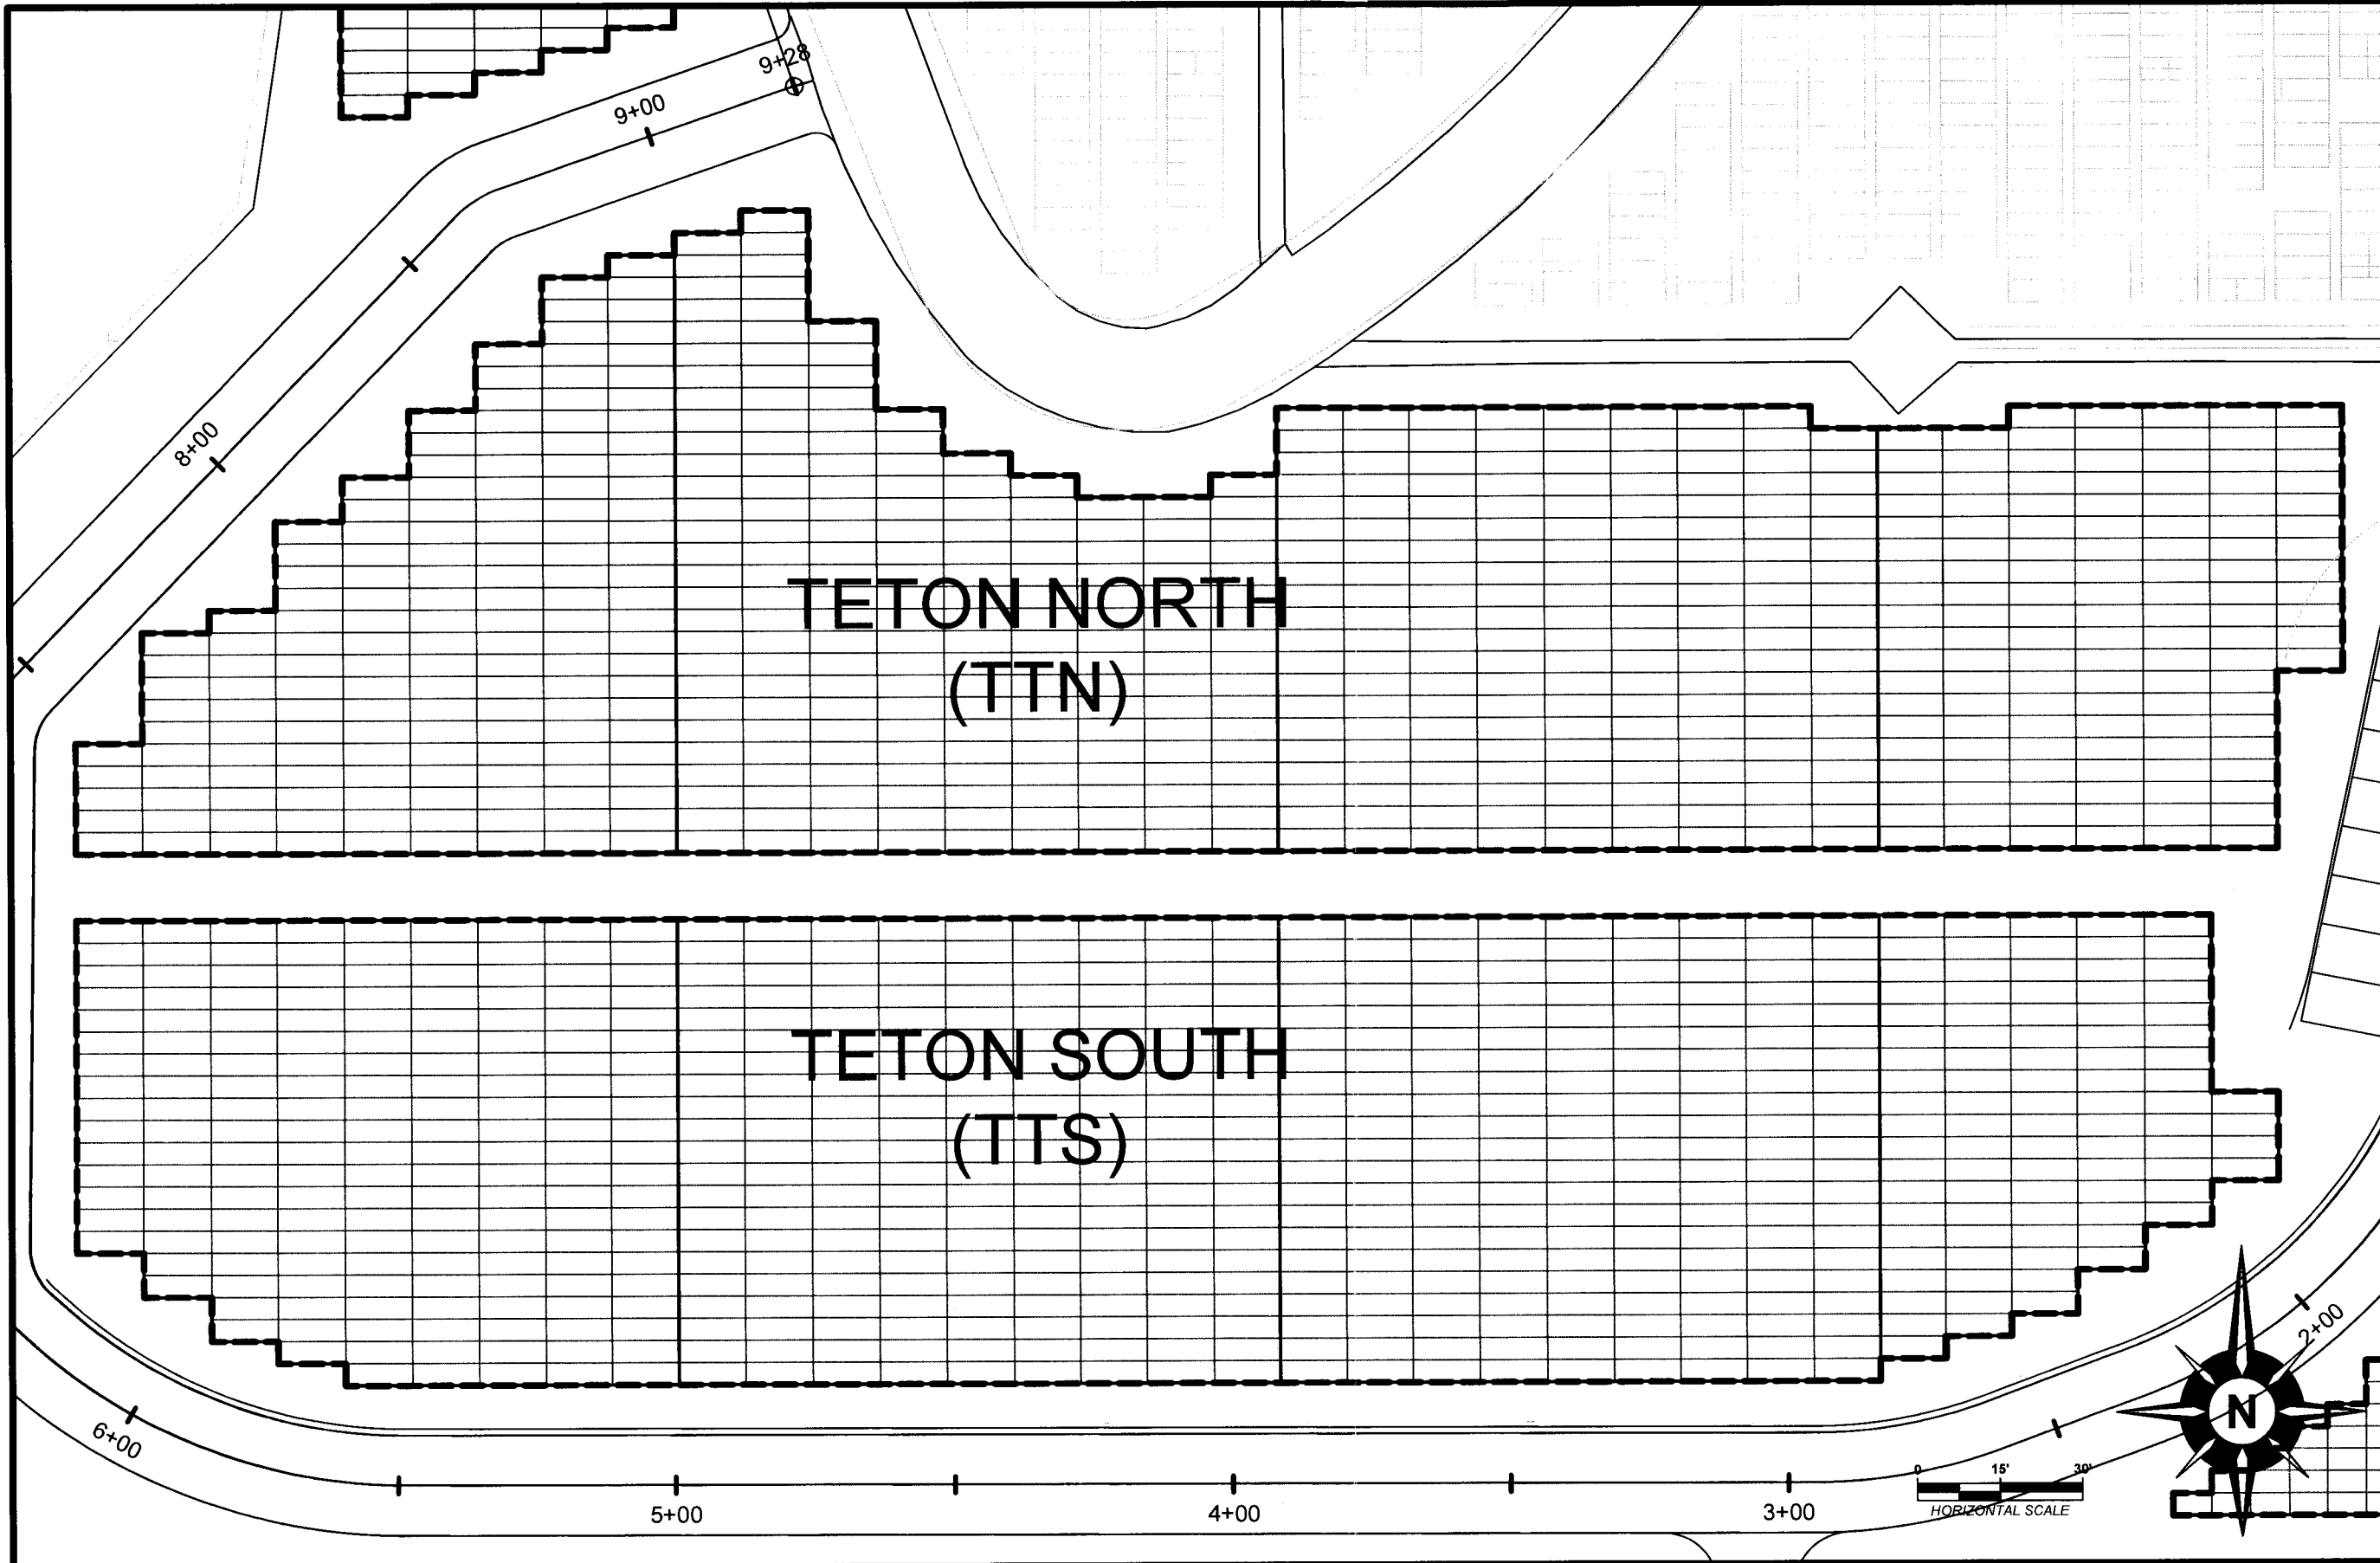 9+28
9+00
8+00
TETON NORTH
(TTN)
TETON SOUTH
(TTS)
2+00
N
6+00
0 15' 30'
HORIZONTAL SCALE
5+00
4+00
3+00